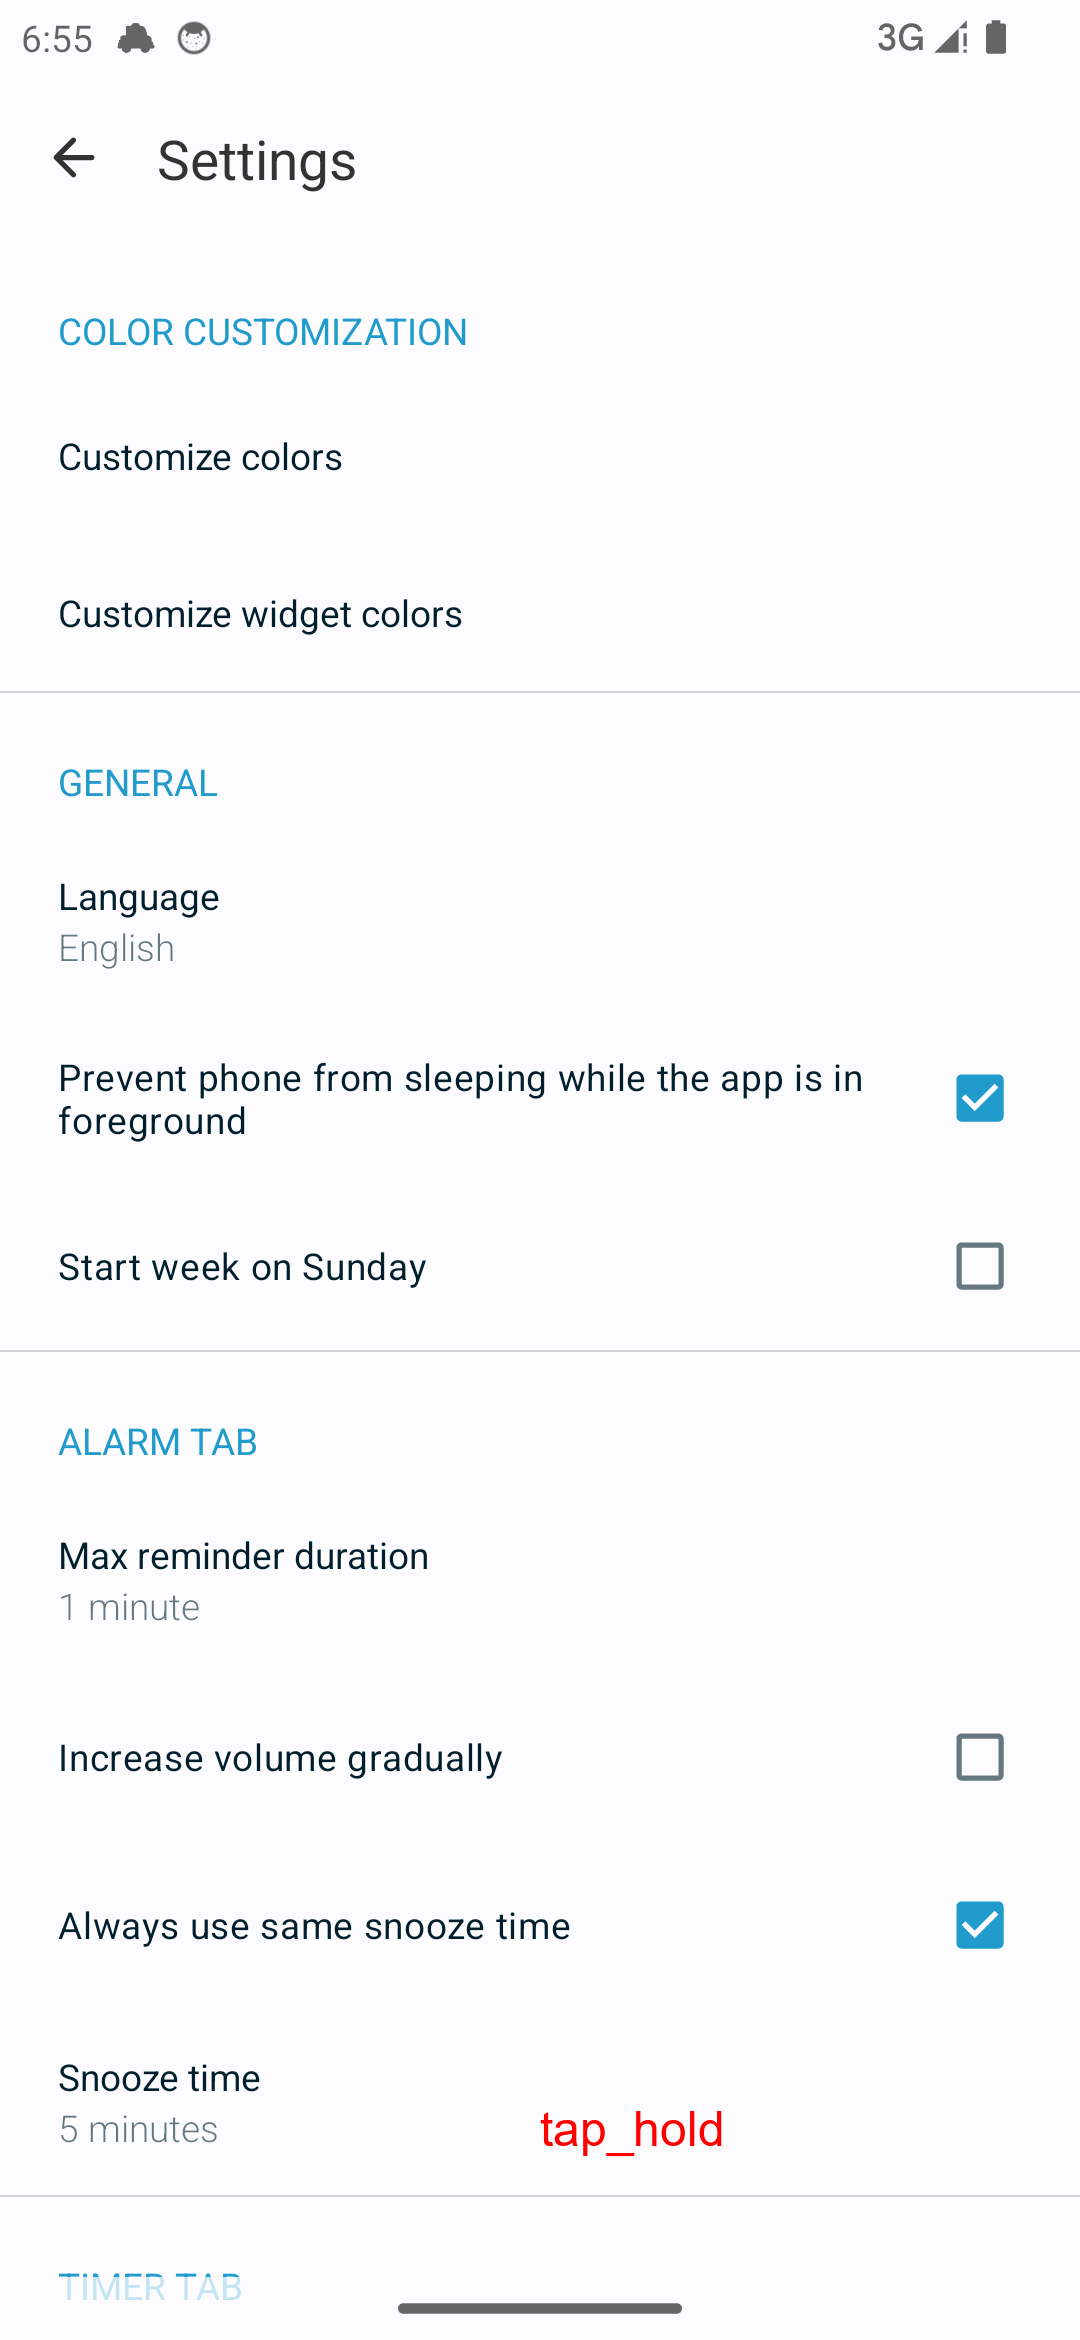 6:55 3G
Settings
COLOR CUSTOMIZATION
Customize colors
Customize widget colors
GENERAL
Language
English
Prevent phone from sleeping while the app is in
foreground
Start week on Sunday
ALARM TAB
Max reminder duration
1 minute
Increase volume gradually
Always use same snooze time
Snooze time
5 minutes
tap_hold
TIMER TAB